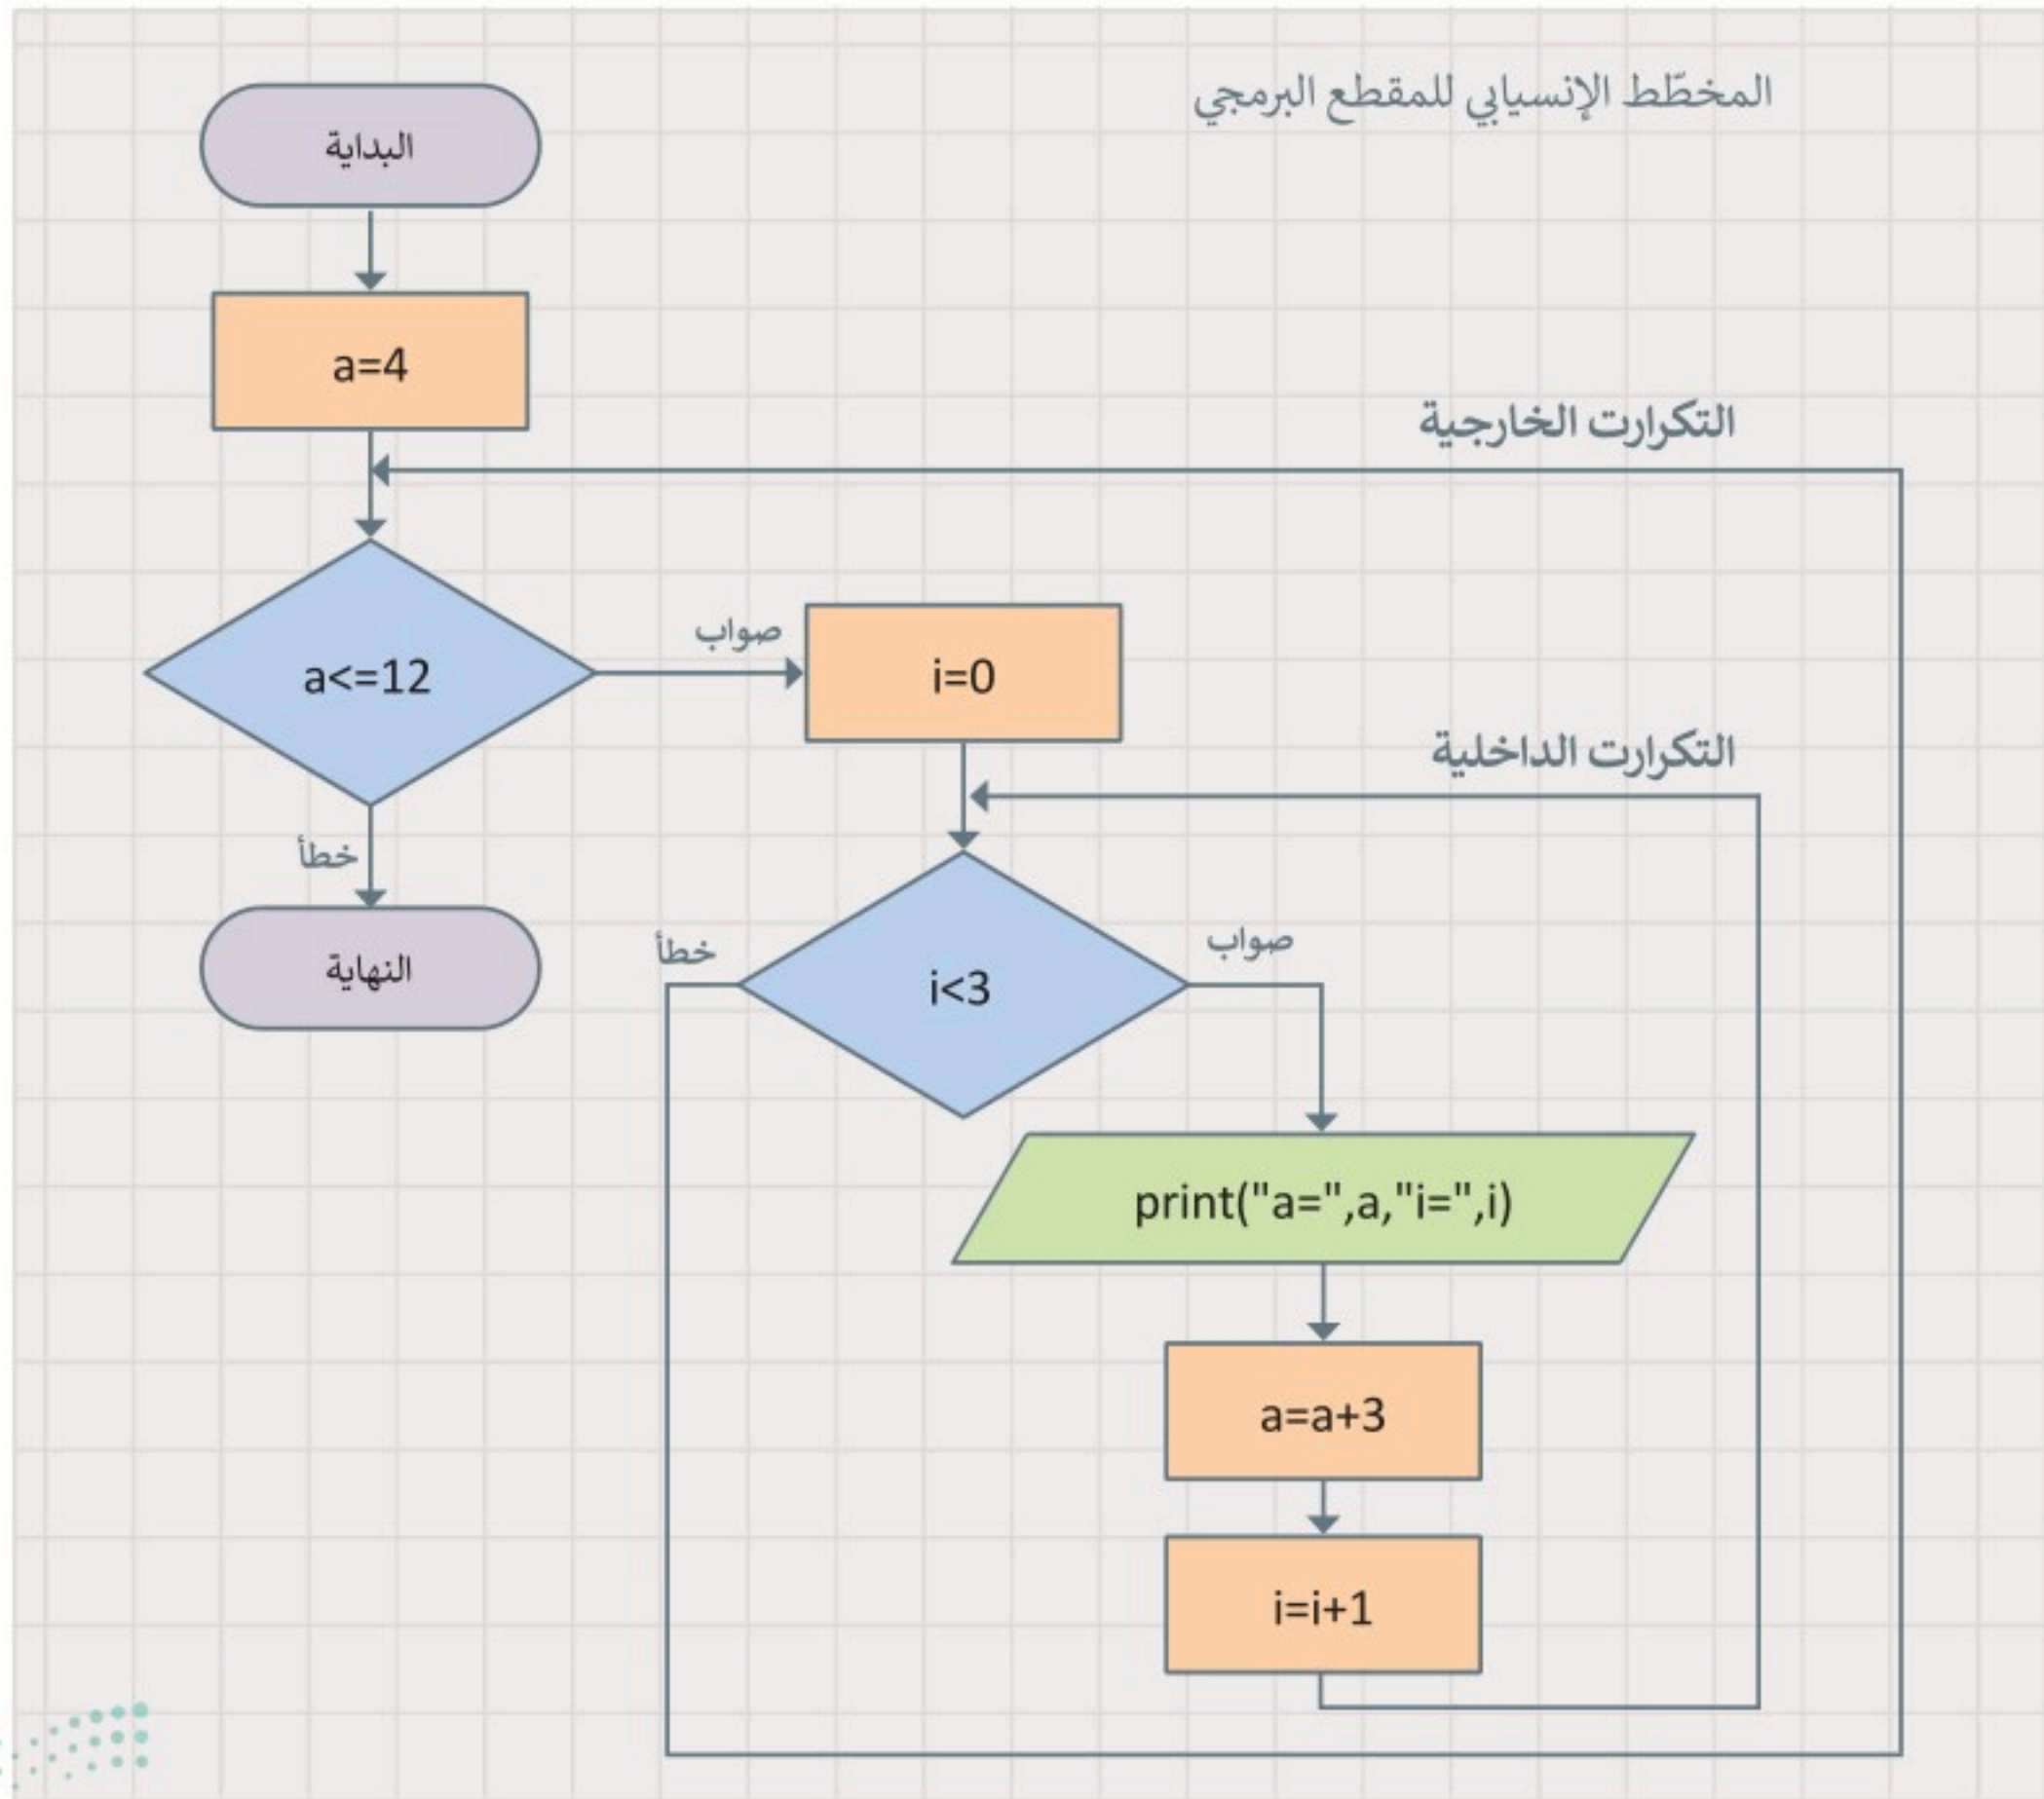 المخطّط الإنسيابي للمقطع البرمجي
البداية
a=4
التكرارت الخارجية
a<=12
صواب
i=0
خطأ
النهاية
التكرارت الداخلية
i<3
خطأ
صواب
print("a=",a,"i=",i)
a=a+3
i=i+1